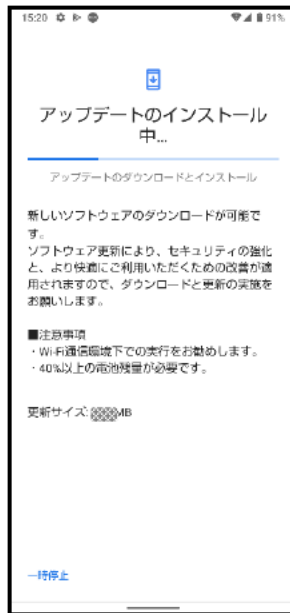 15:20 91%
アップデートのインストール
中...
アップデートのダウンロードとインストール
新しいソフトウェアのダウンロードが可能で
す。
ソフトウェア更新により、セキュリティの強化
と、より快適にご利用いただくための改善が適
用されますので、ダウンロードと更新の実施を
お願いします。
■注意事項
・Wi-Fi通信環境下での実行をお勧めします。
・40%以上の電池残量が必要です。
更新サイズ: MB
一時停止